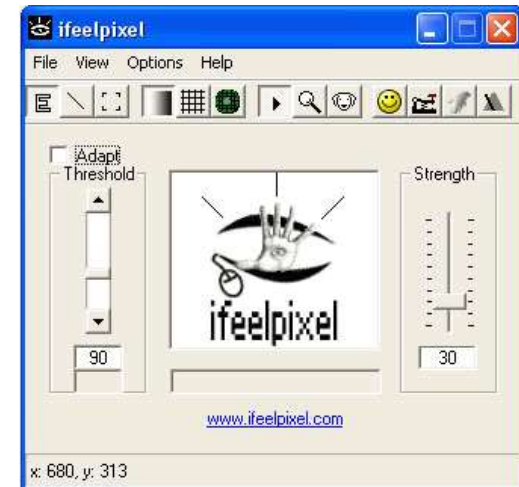 ifeelpixel
File View Options Help
Adapt
Threshold
Strength
ifeelpixel
90
30
www.ifeelpixel.com
x: 680, y: 313